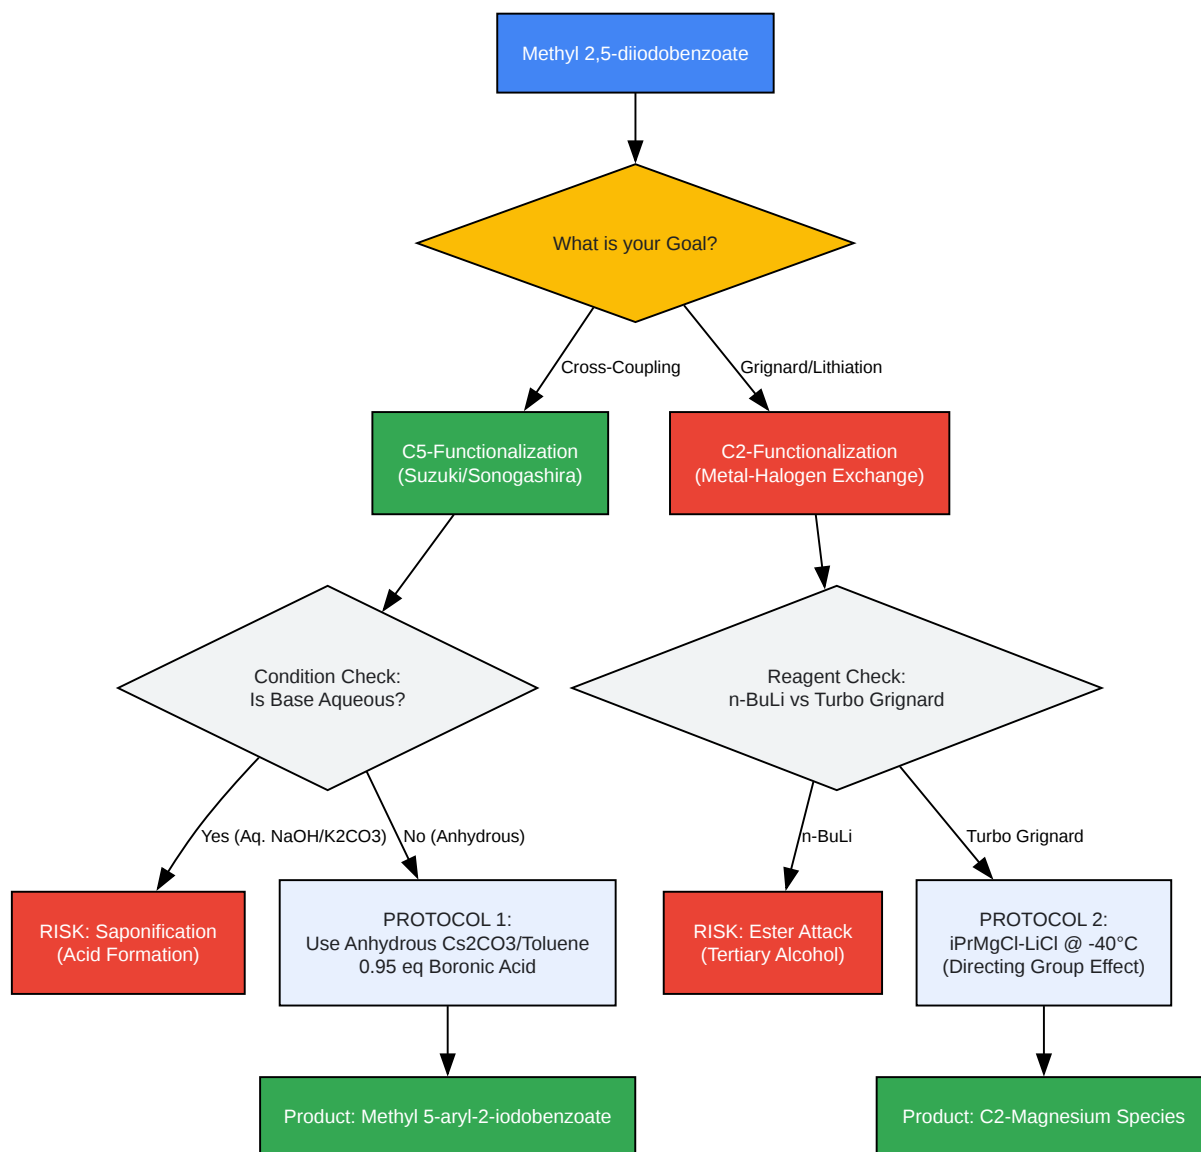 Methyl 2,5-diiodobenzoate
What is your Goal?
Cross-Coupling
Grignard/Lithiation
C5-Functionalization
(Suzuki/Sonogashira)
C2-Functionalization
(Metal-Halogen Exchange)
Condition Check:
Is Base Aqueous?
Reagent Check:
n-BuLi vs Turbo Grignard
Yes (Aq. NaOH/K2CO3)
No (Anhydrous)
n-BuLi
Turbo Grignard
RISK: Saponification
(Acid Formation)
PROTOCOL 1:
Use Anhydrous Cs2CO3/Toluene
0.95 eq Boronic Acid
RISK: Ester Attack
(Tertiary Alcohol)
PROTOCOL 2:
iPrMgCl-LiCl @ -40°C
(Directing Group Effect)
Product: Methyl 5-aryl-2-iodobenzoate
Product: C2-Magnesium Species